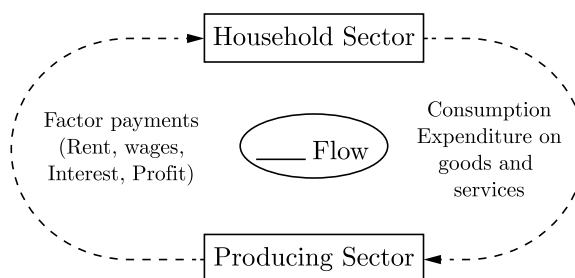 Household Sector
Factor payments
(Rent, wages,
Interest, Profit)
____ Flow
Consumption
Expenditure on
goods and
services
Producing Sector